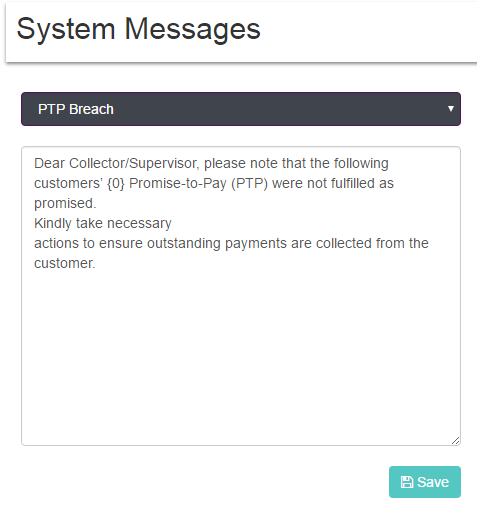 System Messages
PTP Breach
Dear Collector/Supervisor, please note that the following
customers' {0} Promise-to-Pay (PTP) were not fulfilled as
promised.
Kindly take necessary
actions to ensure outstanding payments are collected from the
customer.
Save